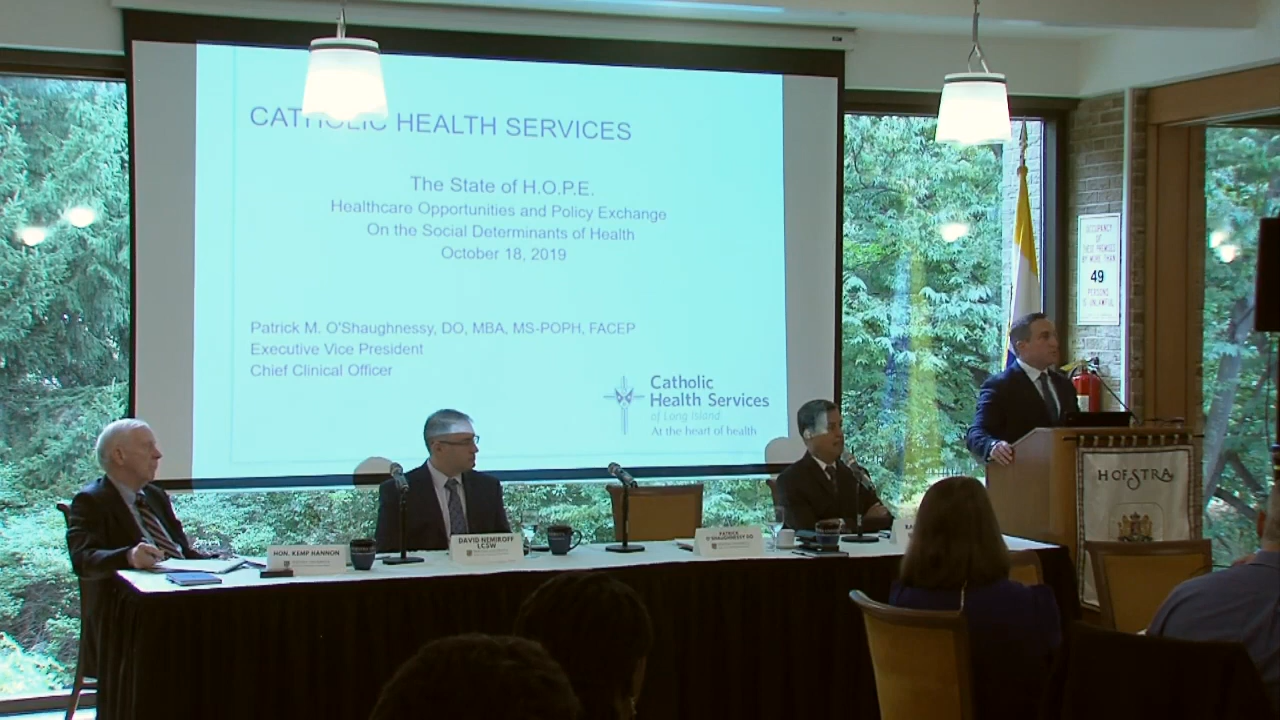 CATHOLIC HEALTH SERVICES
The State of H.O.P.E.
Healthcare Opportunities and Policy Exchange
On the Social Determinants of Health
October 18, 2019
Patrick M. O'Shaughnessy, DO, MBA, MS-POPH, FACEP
Executive Vice President
Chief Clinical Officer
Catholic
Health Services
of Long Island
At the heart of health
OCCUPANCY
OF
THESE PREMISES
BY MORE THAN
49
PERSONS
IS UNLAWFUL
HOFSTRA
HON. KEMP HANNON
DAVID NEMIROFF
LCSW
PATRICK
O'SHAUGHNESSY DO